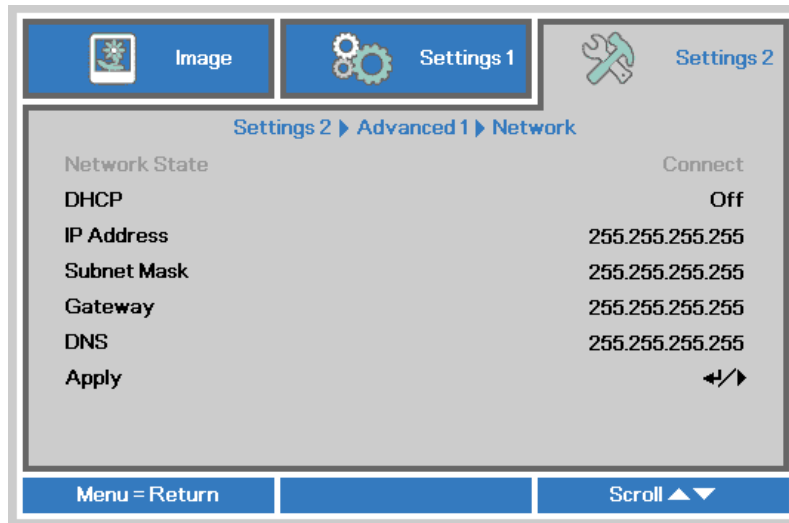 Image
Settings 1
Settings 2
Settings 2 ▶ Advanced 1 ▶ Network
Network State Connect
DHCP Off
IP Address 255.255.255.255
Subnet Mask 255.255.255.255
Gateway 255.255.255.255
DNS 255.255.255.255
Apply ↵/▶
Menu = Return
Scroll ▲▼